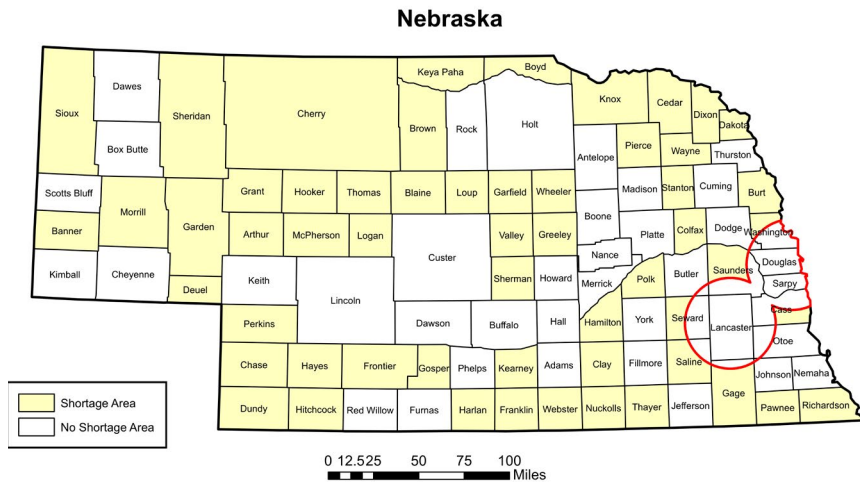 Nebraska
Boyd
Keya Paha
Dawes
Knox
Cedar
Sioux
Sheridan
Cherry
Dixon
Dakota
Brown
Rock
Holt
Box Butte
Antelope
Pierce
Wayne
Thurston
Scotts Bluff
Grant
Hooker
Thomas
Blaine
Loup
Garfield
Wheeler
Madison
Stanton
Cuming
Burt
Morrill
Garden
Banner
Arthur
McPherson
Logan
Valley
Greeley
Boone
Platte
Colfax
Dodge
Washington
Custer
Nance
Douglas
Kimball
Cheyenne
Keith
Sherman
Howard
Merrick
Polk
Butler
Saunders
Sarpy
Deuel
Lincoln
Perkins
Dawson
Buffalo
Hall
Hamilton
York
Seward
Lancaster
Cass
Otoe
Chase
Hayes
Frontier
Gosper
Phelps
Kearney
Adams
Clay
Fillmore
Saline
Johnson
Nemaha
Gage
Dundy
Hitchcock
Red Willow
Furnas
Harlan
Franklin
Webster
Nuckolls
Thayer
Jefferson
Pawnee
Richardson
Shortage Area
No Shortage Area
0 12.525 50 75 100
Miles